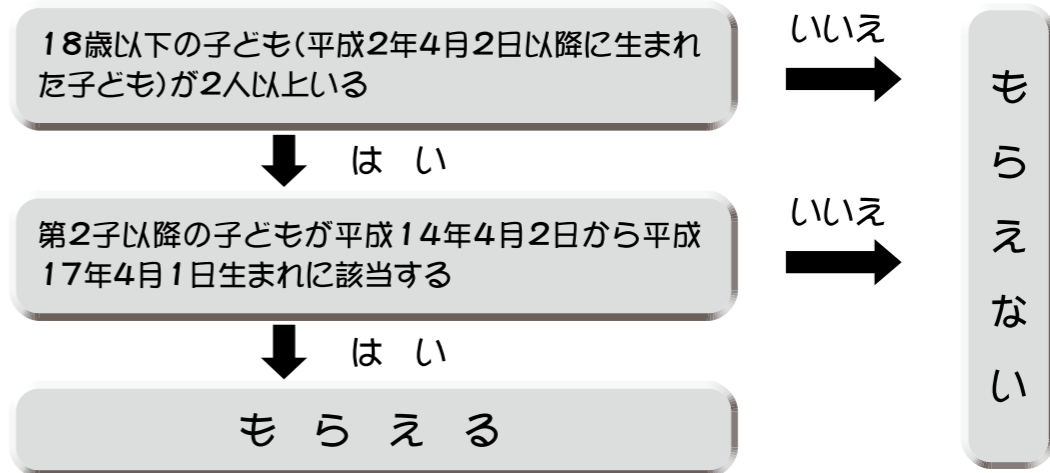 18歳以下の子ども(平成2年4月2日以降に生まれ
た子ども)が2人以上いる
いいえ
はい
第2子以降の子どもが平成14年4月2日から平成
17年4月1日生まれに該当する
いいえ
はい
もらえる
もらえない